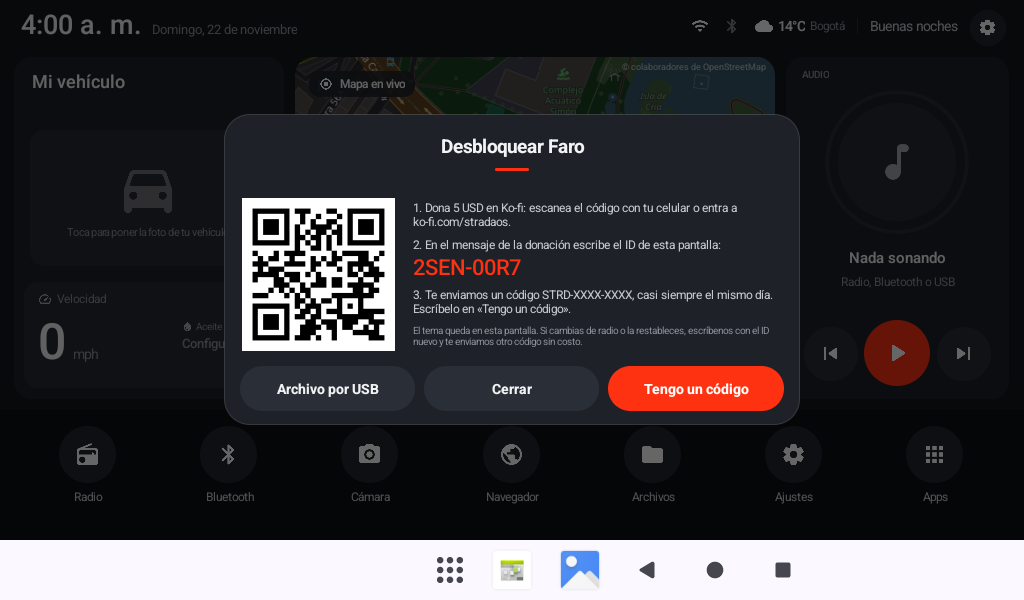 4:00 a. m.
Domingo, 22 de noviembre
14°C Bogotá
Buenas noches
Mi vehículo
Mapa en vivo
© colaboradores de OpenStreetMap
Complejo
Acuático
Simón
Isla de
AUDIO
Desbloquear Faro
1. Dona 5 USD en Ko-fi: escanea el código con tu celular o entra a
ko-fi.com/stradaos.
2. En el mensaje de la donación escribe el ID de esta pantalla:
2SEN-00R7
3. Te enviamos un código STRD-XXXX-XXXX, casi siempre el mismo día.
Escríbelo en «Tengo un código».
El tema queda en esta pantalla. Si cambias de radio o la restableces, escríbenos con el ID
nuevo y te enviamos otro código sin costo.
Archivo por USB
Cerrar
Tengo un código
Toca para poner la foto de tu vehícul
Velocidad
0 mph
Aceite
Configu
Nada sonando
Radio, Bluetooth o USB
Radio
Bluetooth
Cámara
Navegador
Archivos
Ajustes
Apps